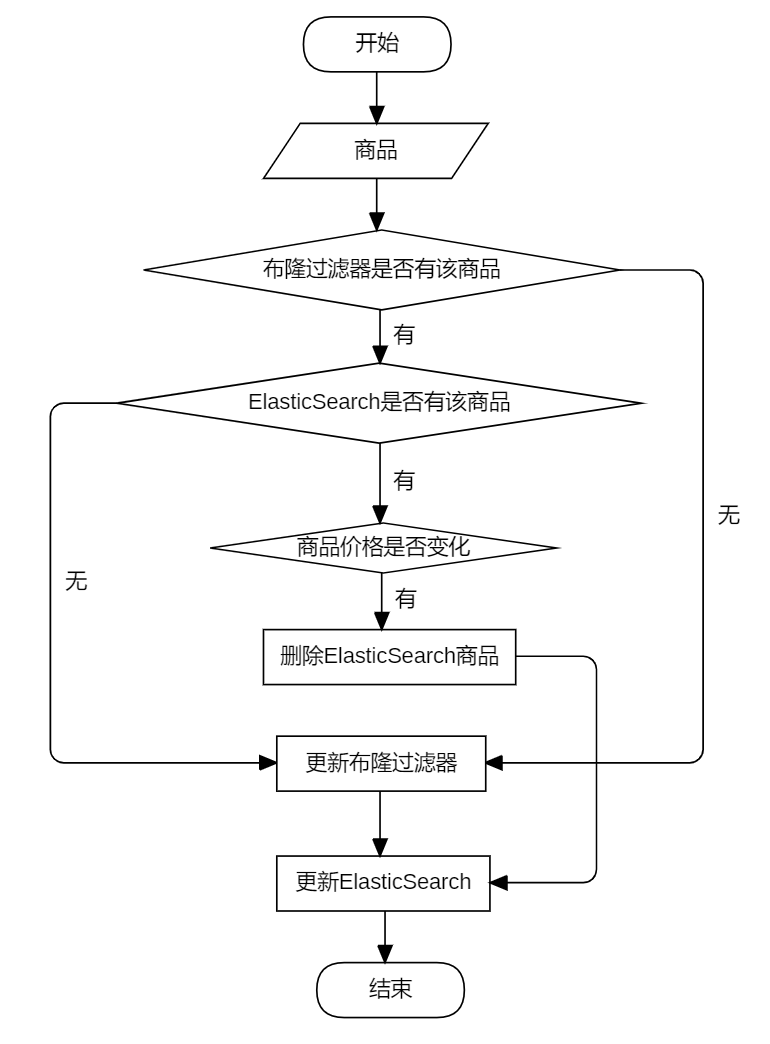 开始
商品
布隆过滤器是否有该商品
有
ElasticSearch是否有该商品
有
无
商品价格是否变化
无
有
删除ElasticSearch商品
更新布隆过滤器
更新ElasticSearch
结束